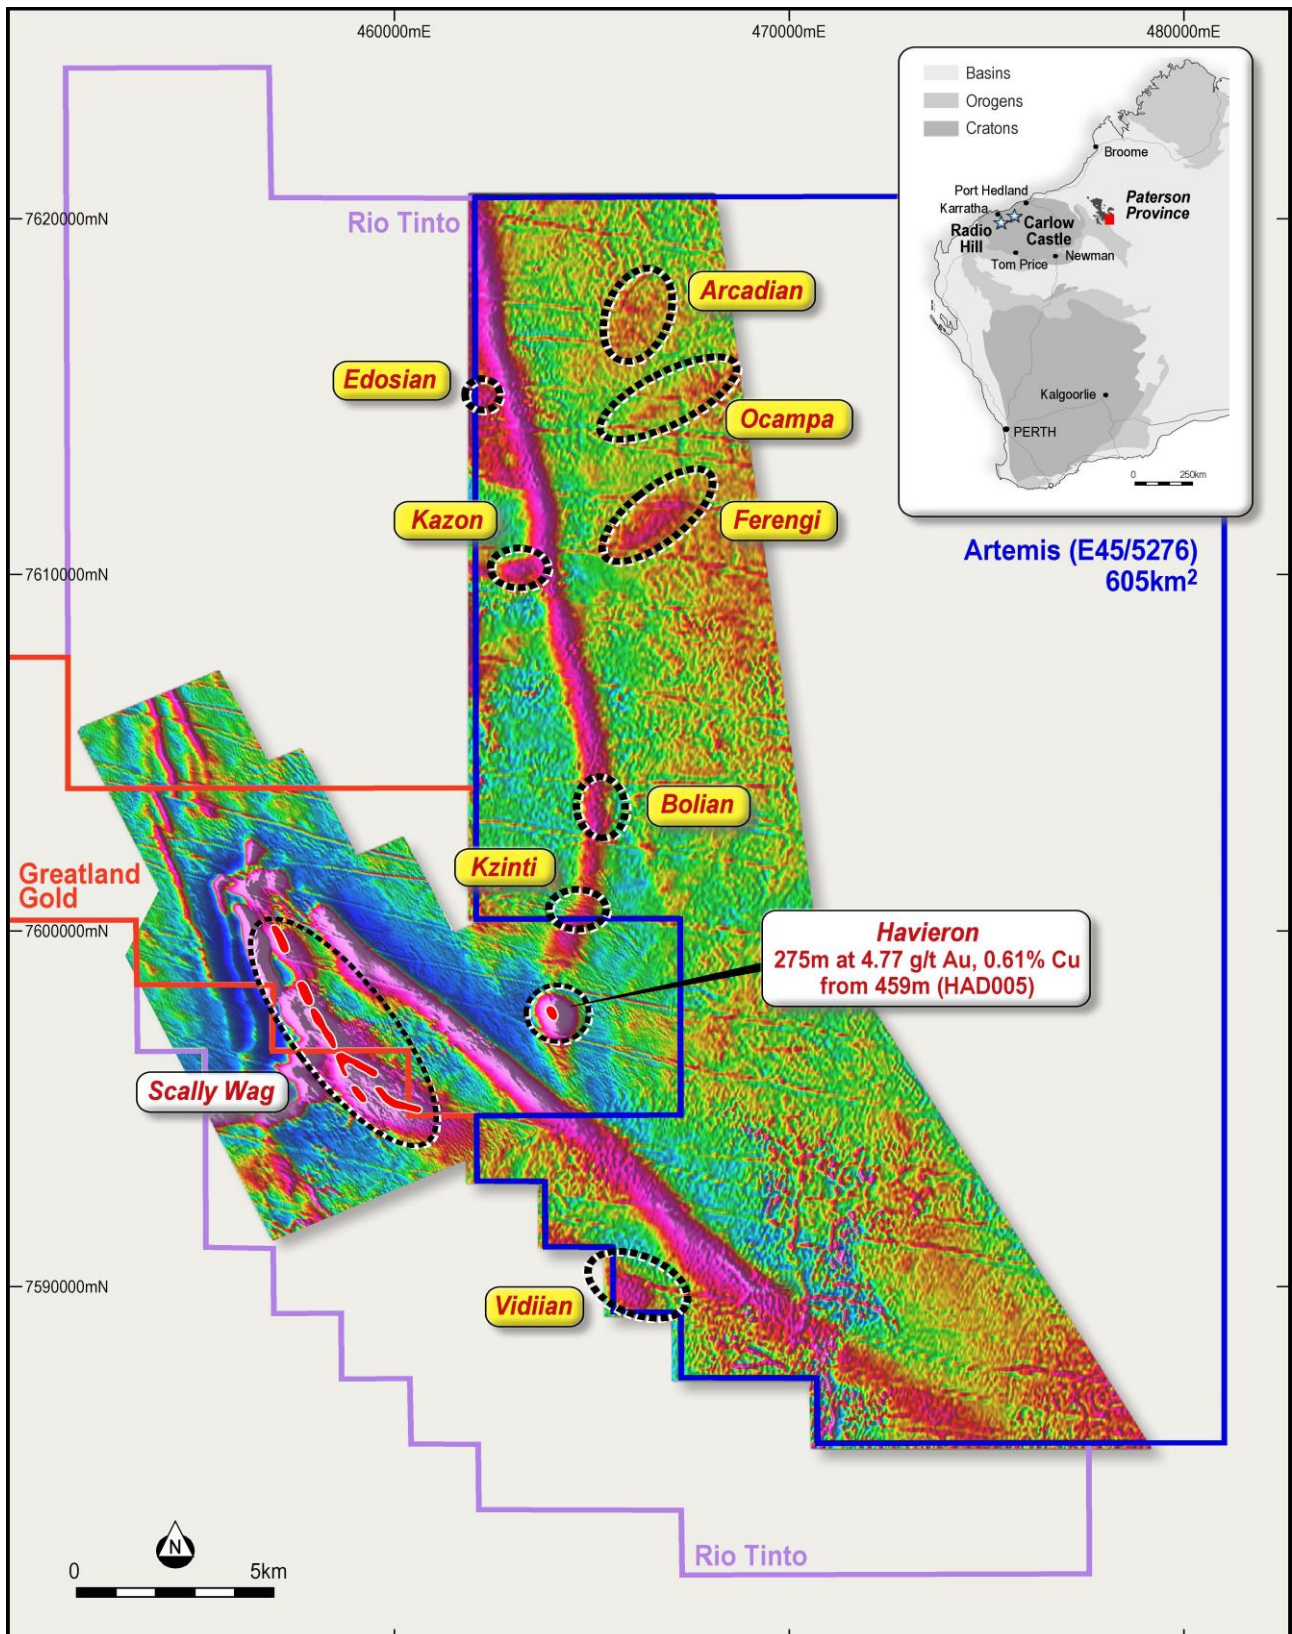 460000mE
470000mE
480000mE
Basins
Orogens
Cratons
Broome
Port Hedland
Karratha
Radio
Hill
Carlow
Castle
Paterson
Province
Tom Price
Newman
Kalgoorlie
PERTH
0
250km
7620000mN
Rio Tinto
Arcadian
Edosian
Ocampa
Kazon
Ferengi
Artemis (E45/5276)
605km²
7610000mN
Bolian
Kzinti
Greatland
Gold
7600000mN
Havieron
275m at 4.77 g/t Au, 0.61% Cu
from 459m (HAD005)
Scally Wag
7590000mN
Vidiian
N
0
5km
Rio Tinto